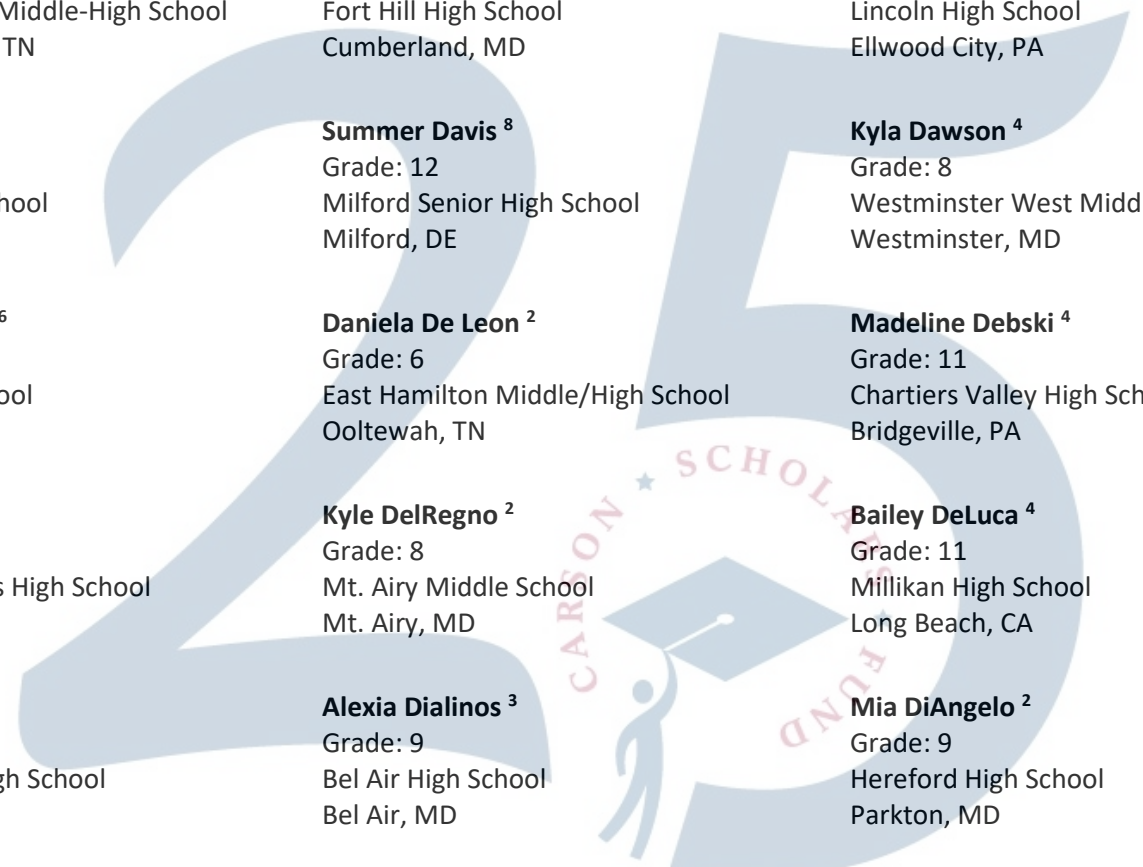 Middle-High School
TN
hool
6
ool
s High School
gh School
Fort Hill High School
Cumberland, MD
Summer Davis 8
Grade: 12
Milford Senior High School
Milford, DE
Daniela De Leon 2
Grade: 6
East Hamilton Middle/High School
Ooltewah, TN
Kyle DelRegno 2
Grade: 8
Mt. Airy Middle School
Mt. Airy, MD
Alexia Dialinos 3
Grade: 9
Bel Air High School
Bel Air, MD
Lincoln High School
Ellwood City, PA
Kyla Dawson 4
Grade: 8
Westminster West Midd
Westminster, MD
Madeline Debski 4
Grade: 11
Chartiers Valley High Sch
Bridgeville, PA
Bailey DeLuca 4
Grade: 11
Millikan High School
Long Beach, CA
Mia DiAngelo 2
Grade: 9
Hereford High School
Parkton, MD
25
CARSON ★ SCHOLARS ★ FUND